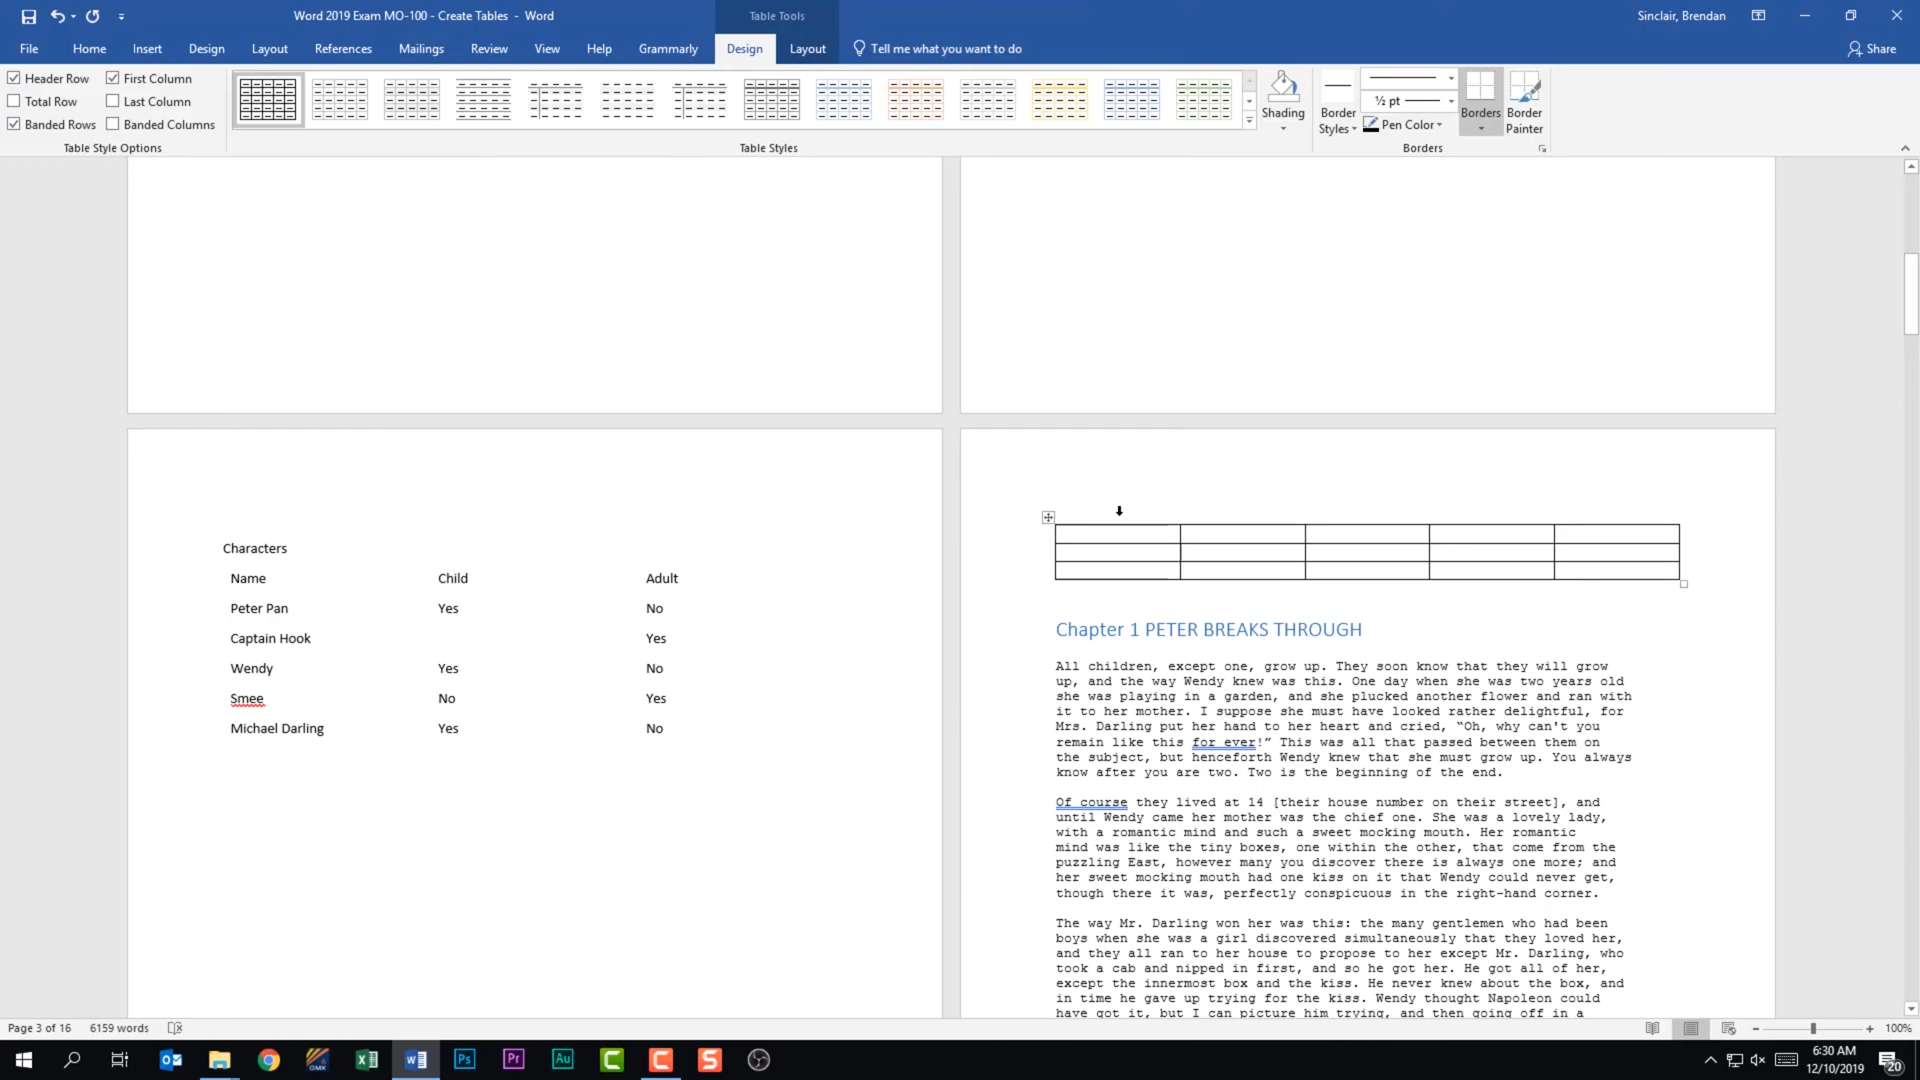 Word 2019 Exam MO-100 - Create Tables - Word
Table Tools
Sinclair, Brendan
File Home Insert Design Layout References Mailings Review View Help Grammarly Design Layout Tell me what you want to do Share
Header Row First Column
Total Row Last Column
Banded Rows Banded Columns
Table Style Options
Table Styles
Shading
Border Styles
½ pt
Pen Color
Borders
Border Painter
Borders
Characters
Name Child Adult
Peter Pan Yes No
Captain Hook Yes
Wendy Yes No
Smee No Yes
Michael Darling Yes No
Chapter 1 PETER BREAKS THROUGH
All children, except one, grow up. They soon know that they will grow
up, and the way Wendy knew was this. One day when she was two years old
she was playing in a garden, and she plucked another flower and ran with
it to her mother. I suppose she must have looked rather delightful, for
Mrs. Darling put her hand to her heart and cried, “Oh, why can't you
remain like this for ever!” This was all that passed between them on
the subject, but henceforth Wendy knew that she must grow up. You always
know after you are two. Two is the beginning of the end.
Of course they lived at 14 [their house number on their street], and
until Wendy came her mother was the chief one. She was a lovely lady,
with a romantic mind and such a sweet mocking mouth. Her romantic
mind was like the tiny boxes, one within the other, that come from the
puzzling East, however many you discover there is always one more; and
her sweet mocking mouth had one kiss on it that Wendy could never get,
though there it was, perfectly conspicuous in the right-hand corner.
The way Mr. Darling won her was this: the many gentlemen who had been
boys when she was a girl discovered simultaneously that they loved her,
and they all ran to her house to propose to her except Mr. Darling, who
took a cab and nipped in first, and so he got her. He got all of her,
except the innermost box and the kiss. He never knew about the box, and
in time he gave up trying for the kiss. Wendy thought Napoleon could
have got it, but I can picture him trying, and then going off in a
Page 3 of 16 6159 words
100%
Ps Pr Au
GMX
6:30 AM
12/10/2019
20